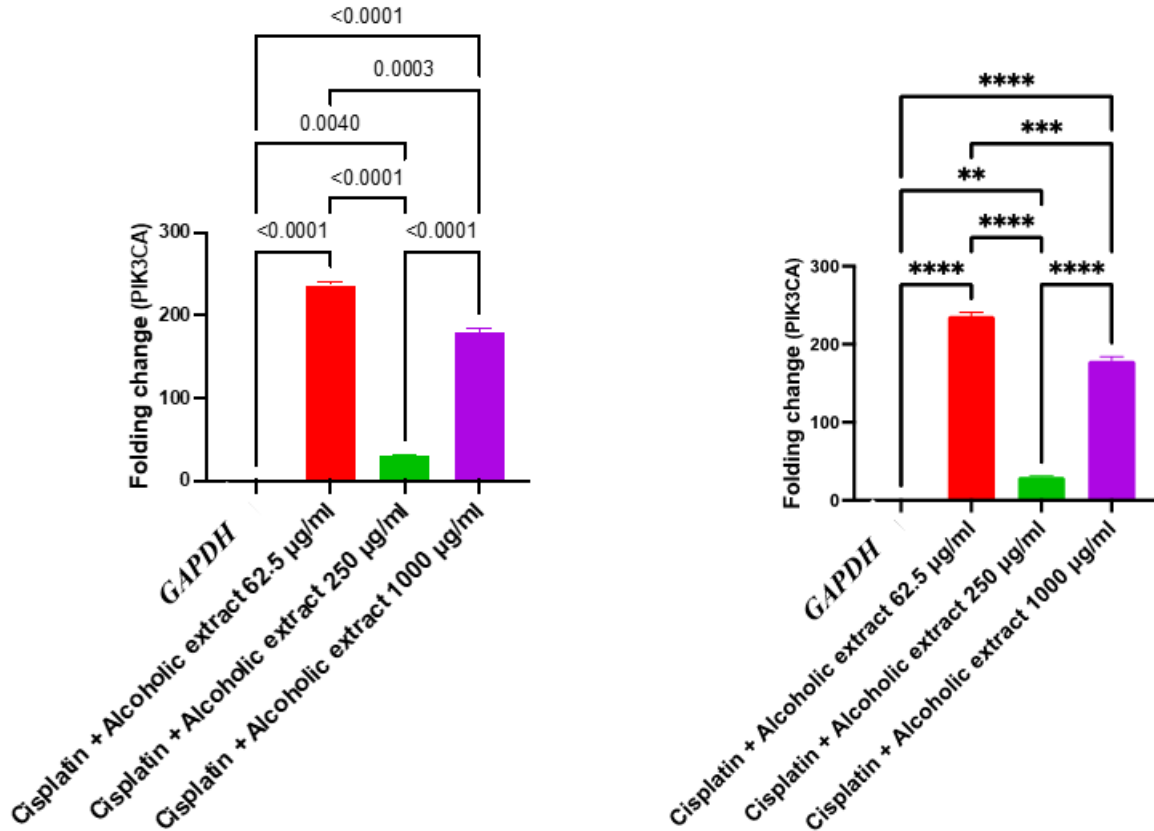 <0.0001
0.0003
0.0040
<0.0001
<0.0001
<0.0001
Folding change (PIK3CA)
300
200
100
0
GAPDH
Cisplatin + Alcoholic extract 62.5 µg/ml
Cisplatin + Alcoholic extract 250 µg/ml
Cisplatin + Alcoholic extract 1000 µg/ml
****
***
**
****
****
****
Folding change (PIK3CA)
300
200
100
0
GAPDH
Cisplatin + Alcoholic extract 62.5 µg/ml
Cisplatin + Alcoholic extract 250 µg/ml
Cisplatin + Alcoholic extract 1000 µg/ml